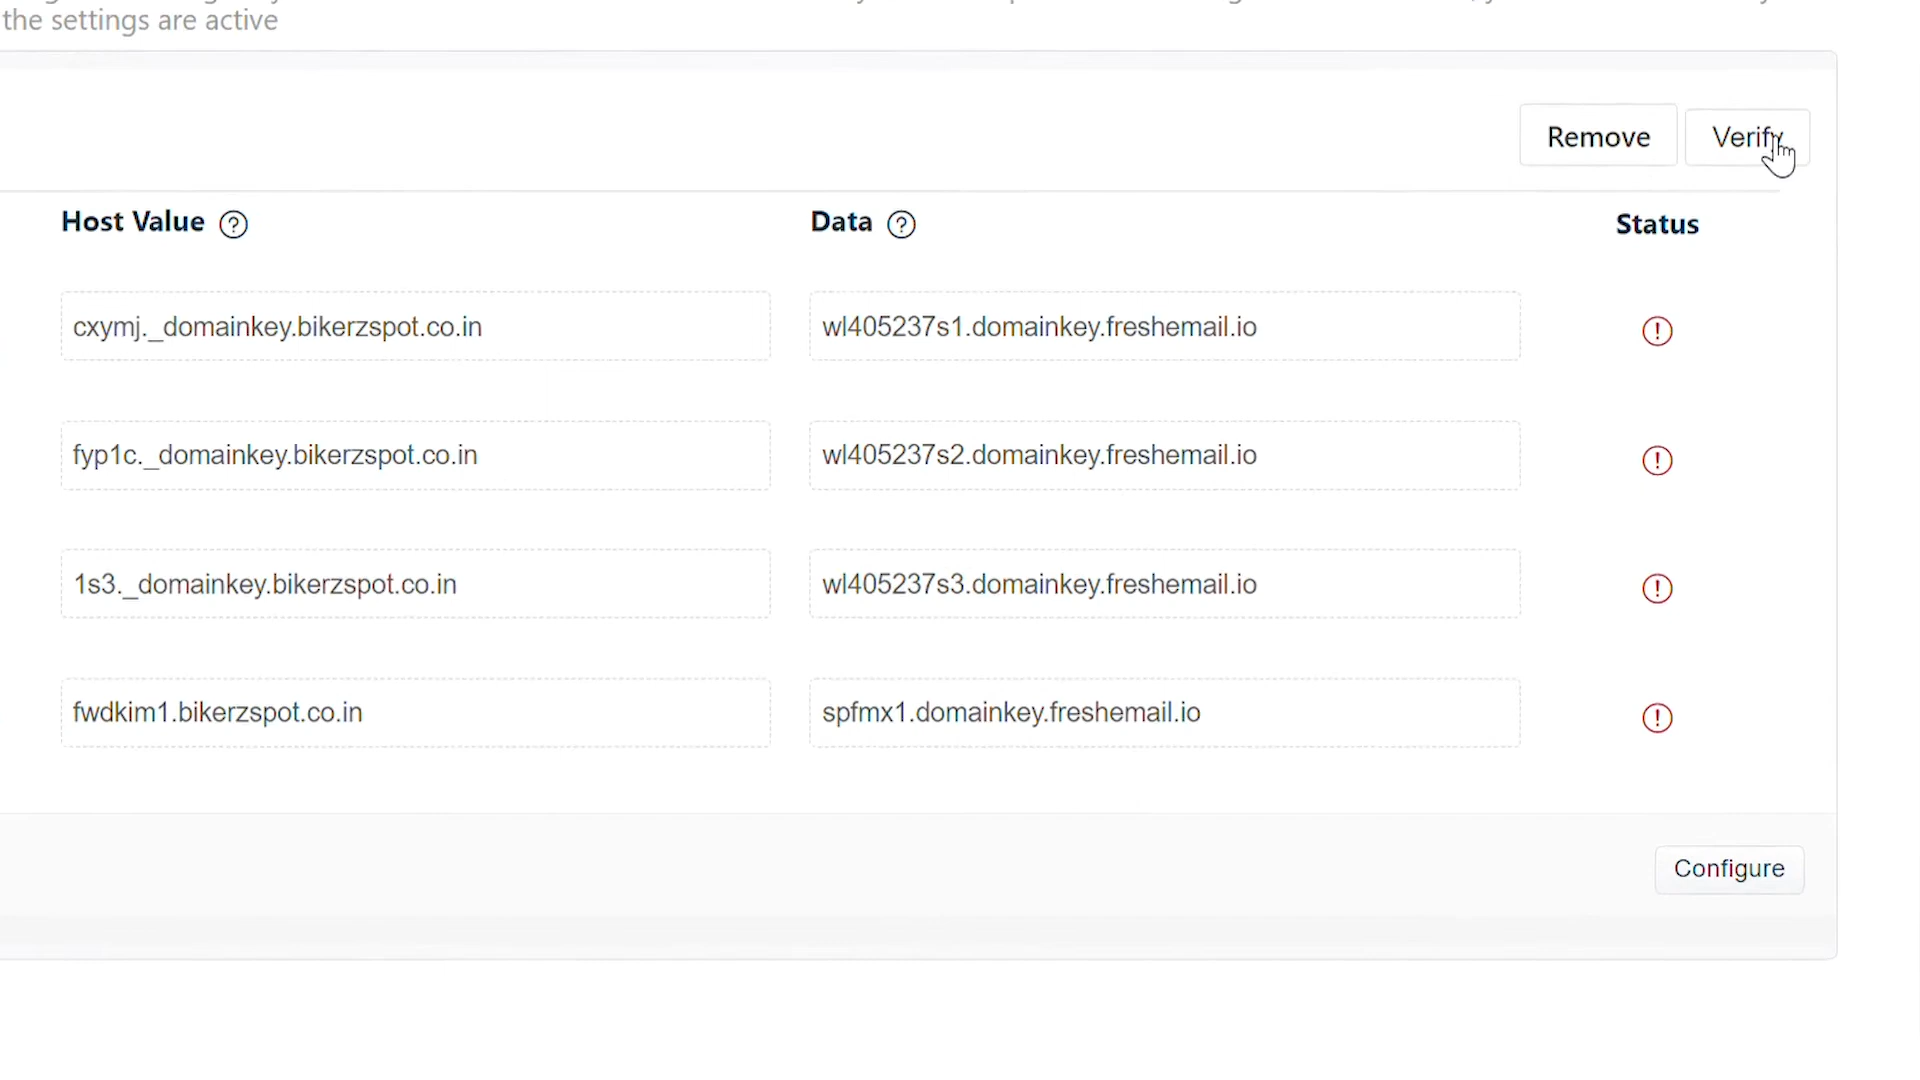 the settings are active
Remove
Verify
Host Value
Data
Status
cxymj._domainkey.bikerzspot.co.in
wl405237s1.domainkey.freshemail.io
fyp1c._domainkey.bikerzspot.co.in
wl405237s2.domainkey.freshemail.io
1s3._domainkey.bikerzspot.co.in
wl405237s3.domainkey.freshemail.io
fwdkim1.bikerzspot.co.in
spfmx1.domainkey.freshemail.io
Configure